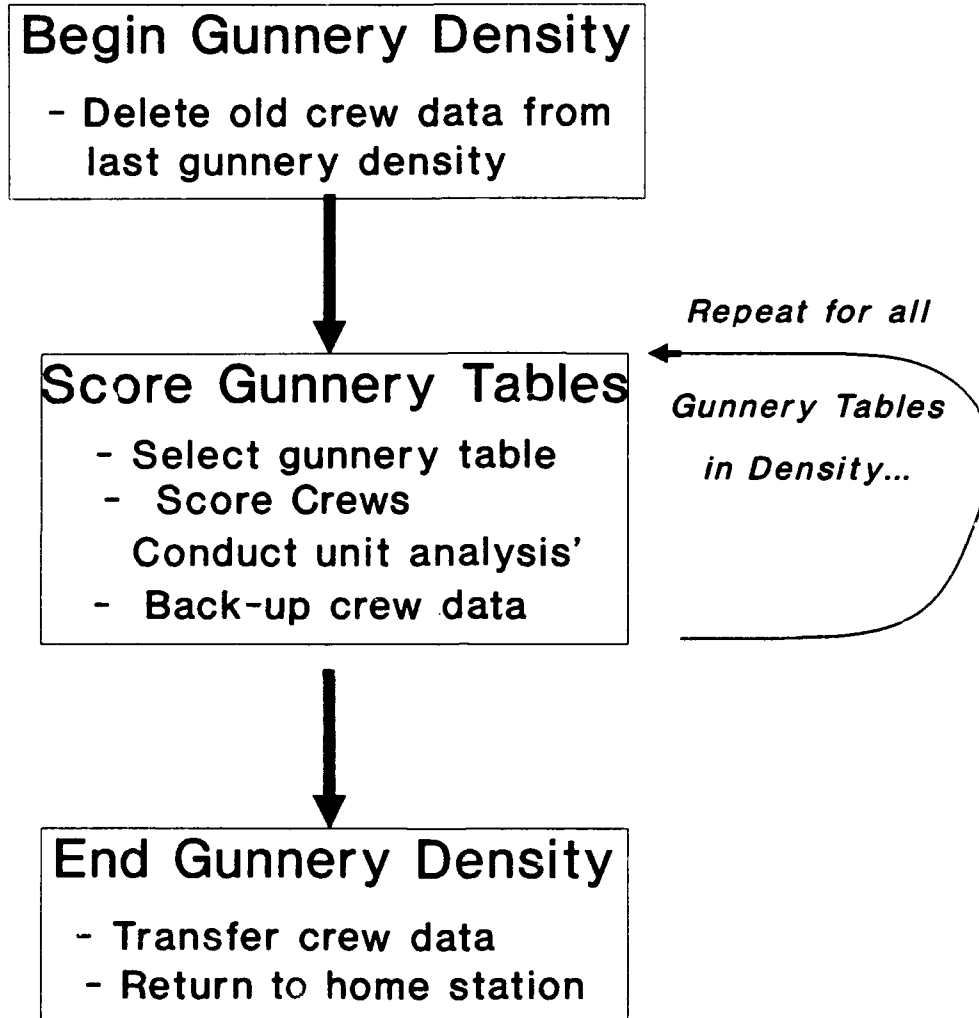 Begin Gunnery Density
- Delete old crew data from
last gunnery density
Score Gunnery Tables
- Select gunnery table
- Score Crews
Conduct unit analysis'
- Back-up crew data
Repeat for all
Gunnery Tables
in Density...
End Gunnery Density
- Transfer crew data
- Return to home station